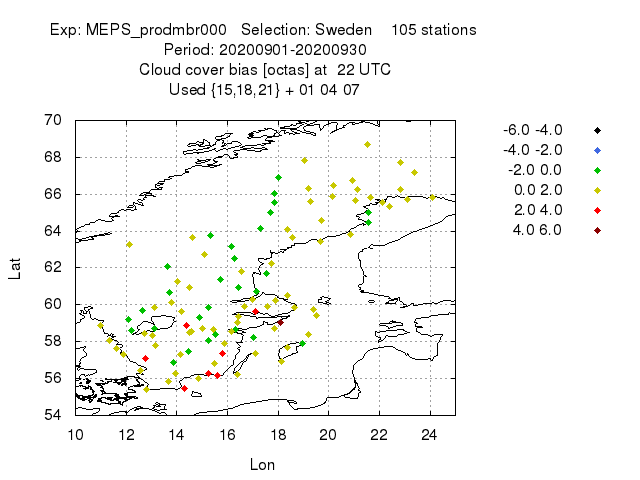 Exp: MEPS_prodmbr000 Selection: Sweden 105 stations
Period: 20200901-20200930
Cloud cover bias [octas] at 22 UTC
Used {15,18,21} + 01 04 07
70
68
66
64
62
60
58
56
54
Lat
10 12 14 16 18 20 22 24
Lon
-6.0 -4.0
-4.0 -2.0
-2.0 0.0
0.0 2.0
2.0 4.0
4.0 6.0